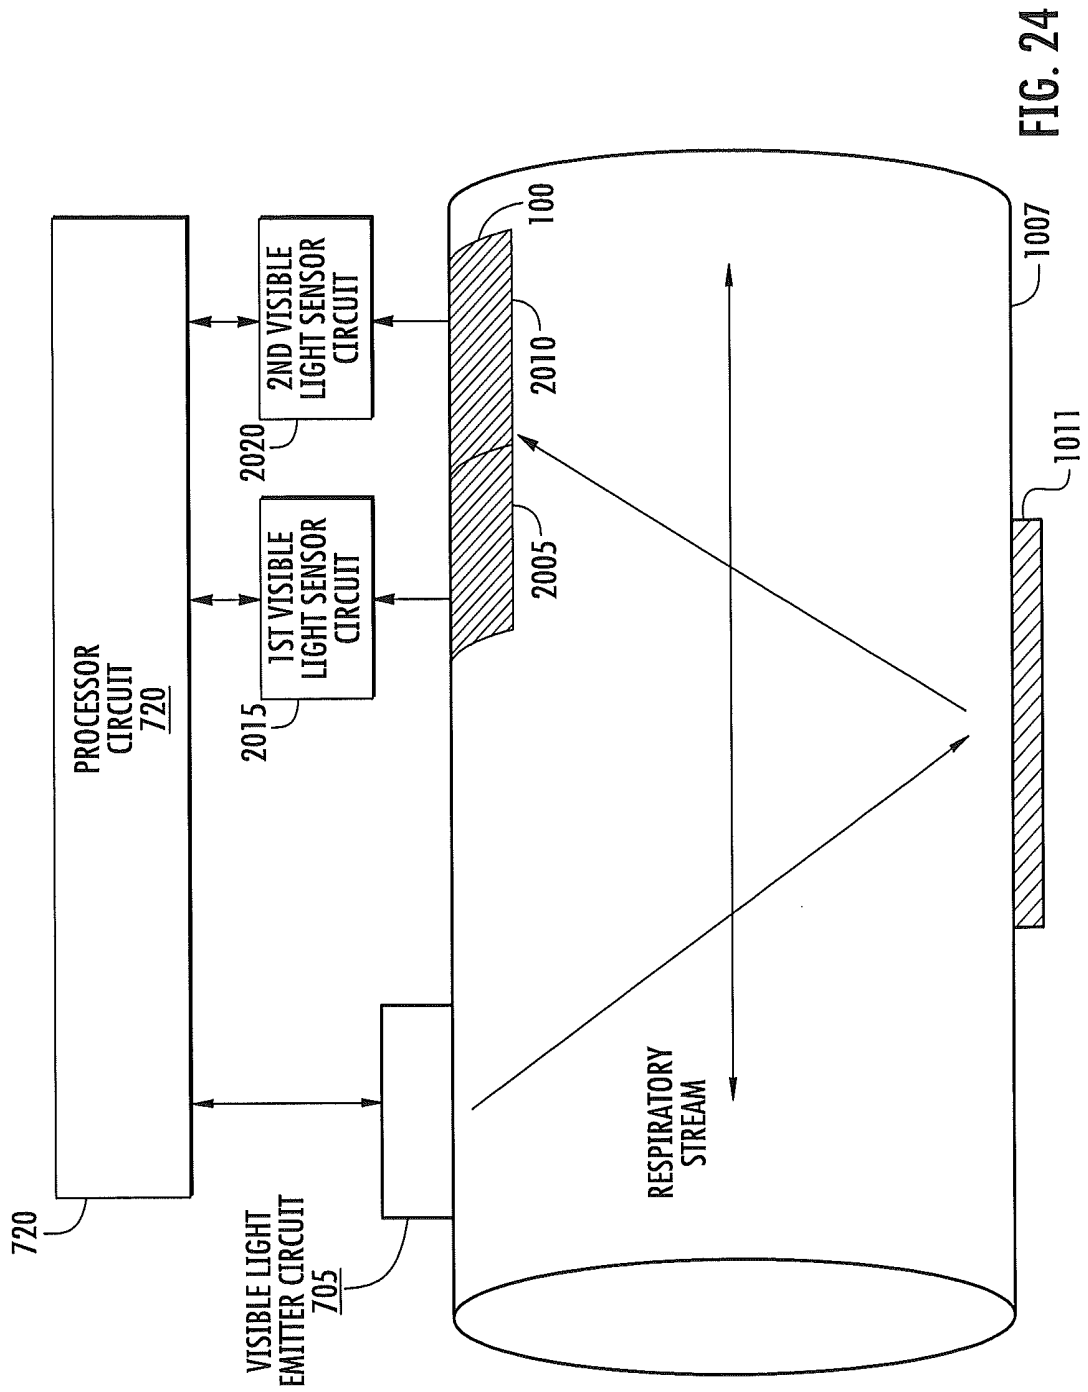 720
PROCESSOR
CIRCUIT
720
VISIBLE LIGHT
EMITTER CIRCUIT
705
2015
1ST VISIBLE
LIGHT SENSOR
CIRCUIT
2020
2ND VISIBLE
LIGHT SENSOR
CIRCUIT
2005
2010
100
RESPIRATORY
STREAM
1011
1007
FIG. 24